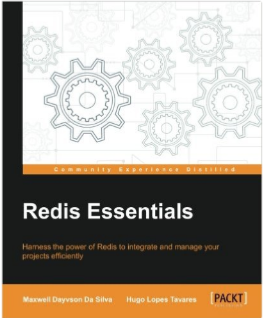 Community Experience Distilled
Redis Essentials
Harness the power of Redis to integrate and manage your
projects efficiently
Maxwell Dayvson Da Silva Hugo Lopes Tavares [PACKT]